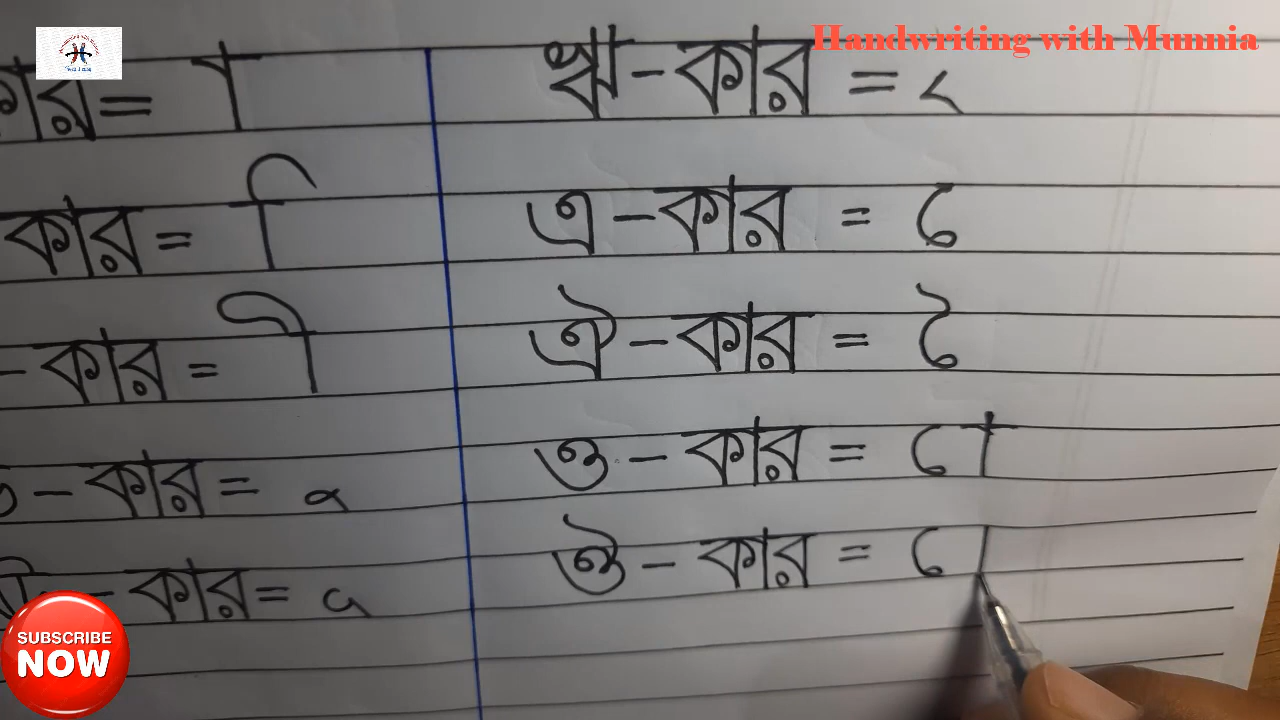 Handwriting with Munnia
কার = া
কার = ি
- কার = ী
- কার = ু
- কার = ূ
ঋ - কার = ৃ
এ - কার = ে
ঐ - কার = ৈ
ও - কার = ো
ঔ - কার = ে া
SUBSCRIBE
NOW